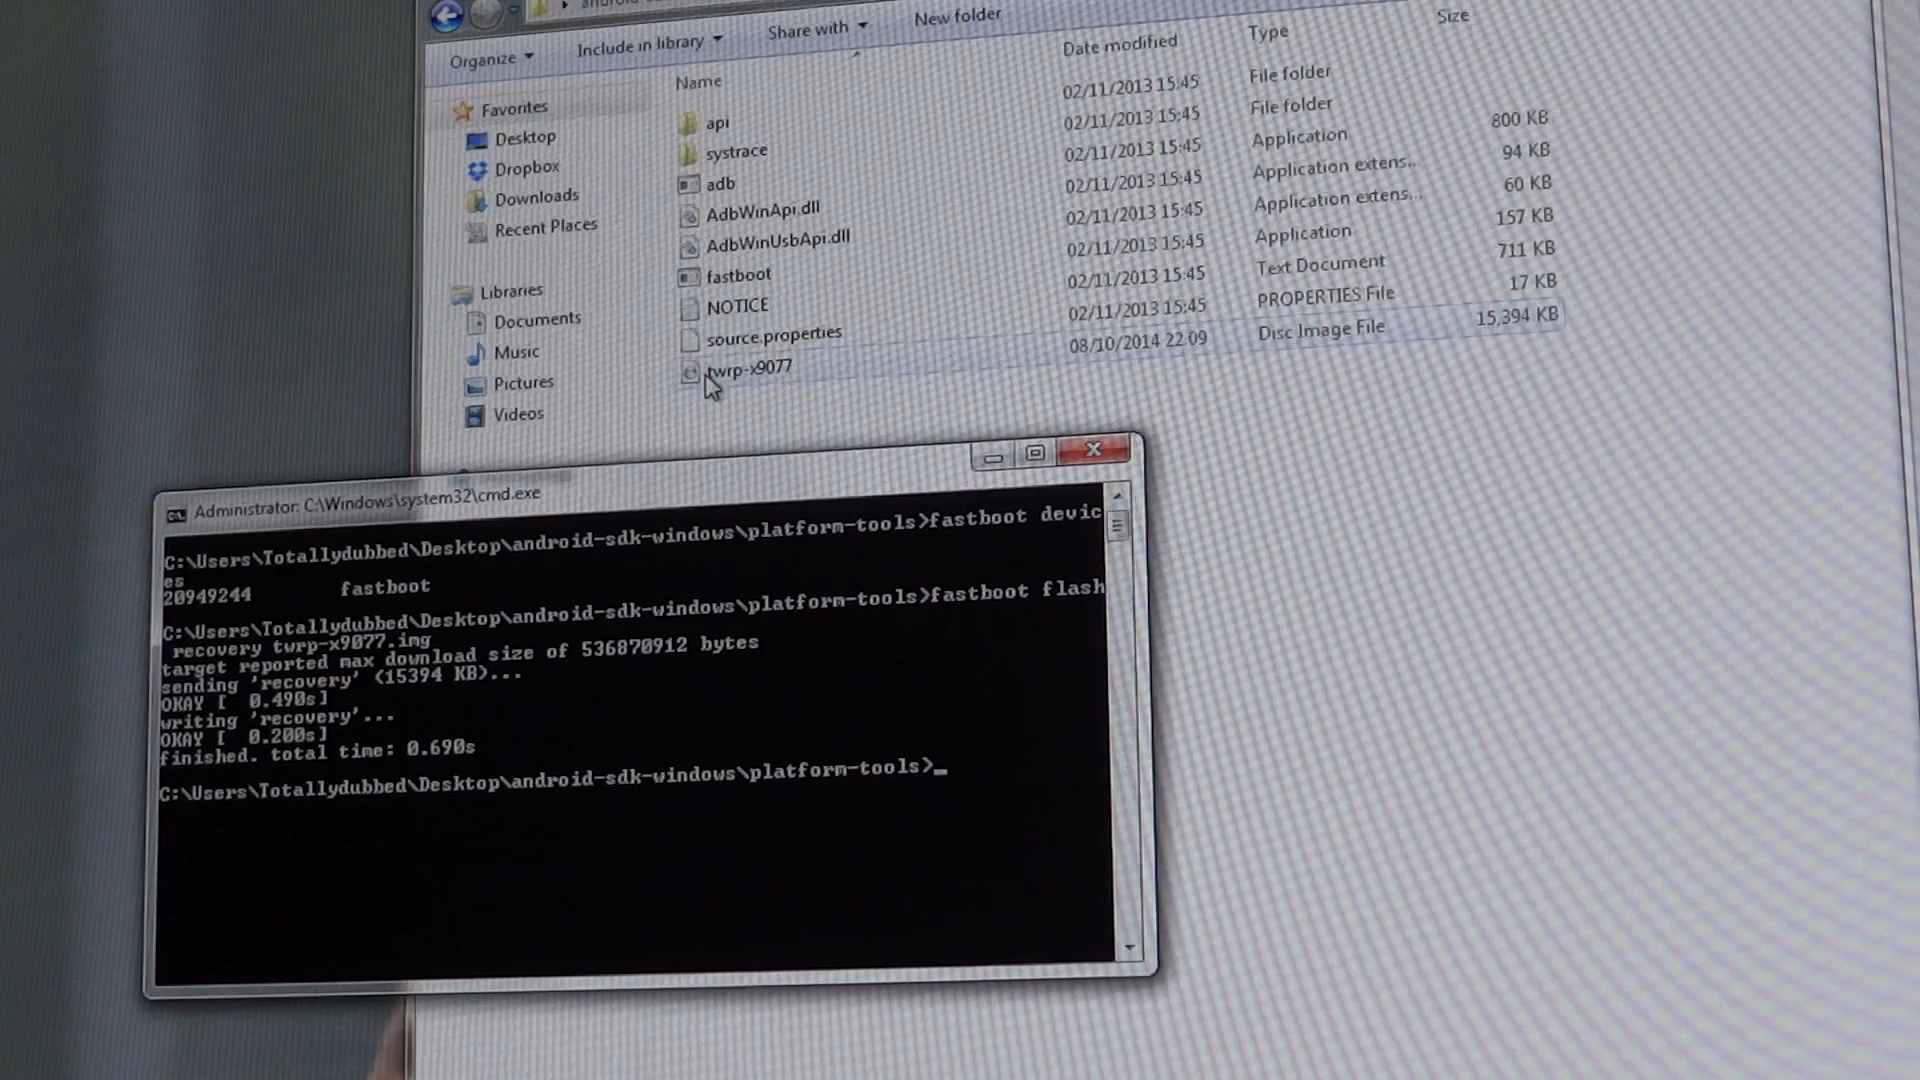 Organize
Include in library
Share with
New folder
Name
Date modified
Type
Size
Favorites
Desktop
Dropbox
Downloads
Recent Places
Libraries
Documents
Music
Pictures
Videos
api 02/11/2013 15:45 File folder
systrace 02/11/2013 15:45 File folder
adb 02/11/2013 15:45 Application 800 KB
AdbWinApi.dll 02/11/2013 15:45 Application extens... 94 KB
AdbWinUsbApi.dll 02/11/2013 15:45 Application extens... 60 KB
fastboot 02/11/2013 15:45 Application 157 KB
NOTICE 02/11/2013 15:45 Text Document 711 KB
source.properties 02/11/2013 15:45 PROPERTIES File 17 KB
twrp-x9077 08/10/2014 22:09 Disc Image File 15,394 KB
Administrator: C:\Windows\system32\cmd.exe
C:\Users\Totallydubbed\Desktop\android-sdk-windows\platform-tools>fastboot devic
es
20949244 fastboot
C:\Users\Totallydubbed\Desktop\android-sdk-windows\platform-tools>fastboot flash
recovery twrp-x9077.img
target reported max download size of 536870912 bytes
sending 'recovery' (15394 KB)...
OKAY [ 0.490s]
writing 'recovery'...
OKAY [ 0.200s]
finished. total time: 0.690s
C:\Users\Totallydubbed\Desktop\android-sdk-windows\platform-tools>_